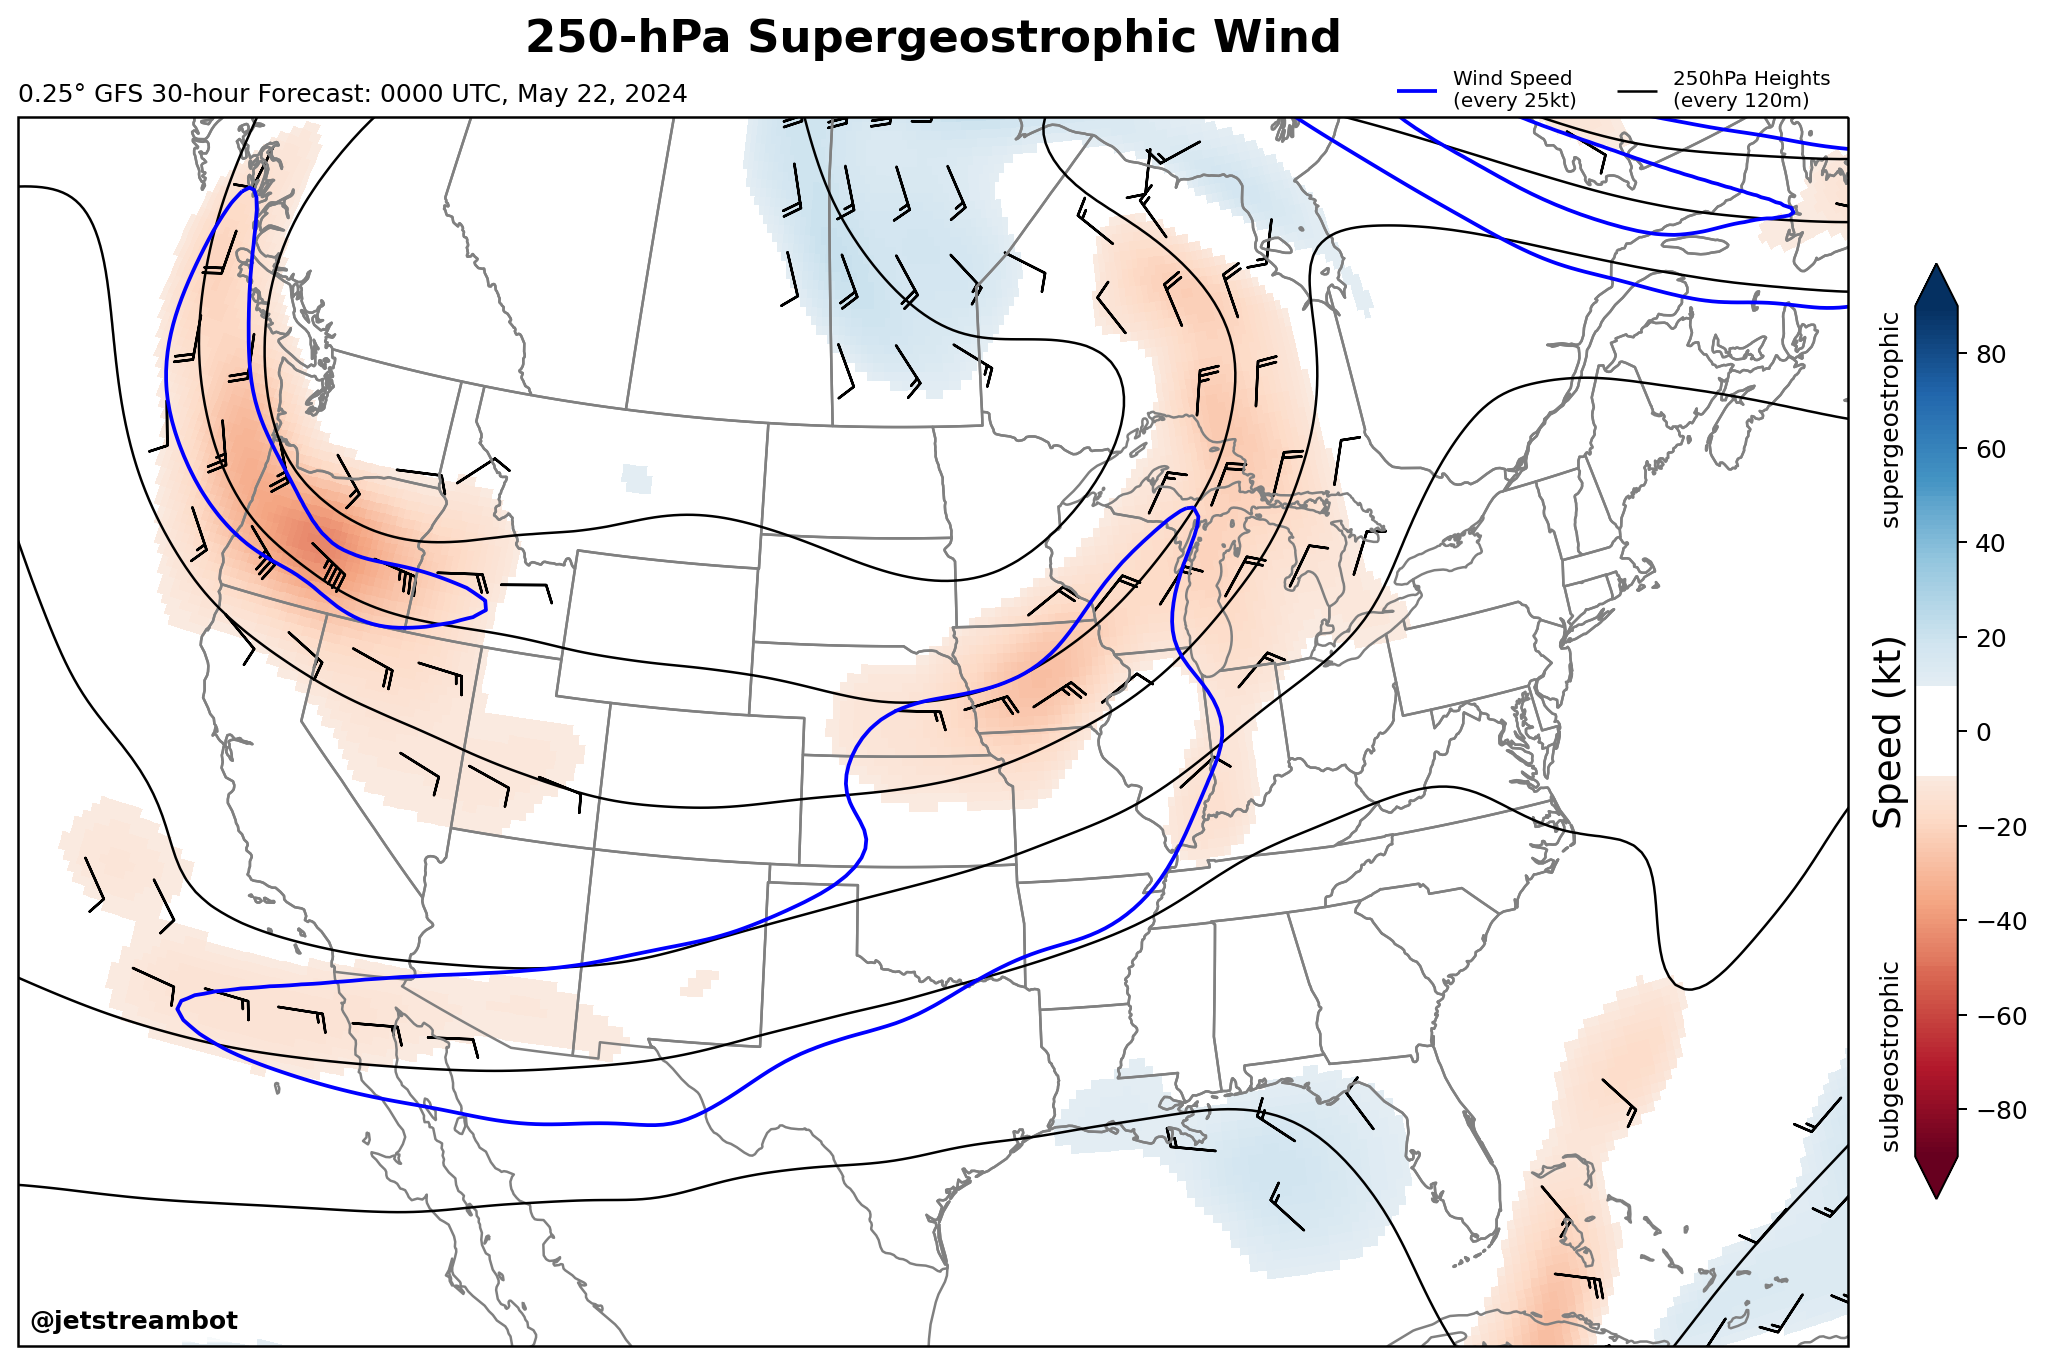 250-hPa Supergeostrophic Wind
0.25° GFS 30-hour Forecast: 0000 UTC, May 22, 2024
Wind Speed
(every 25kt)
250hPa Heights
(every 120m)
supergeostrophic
subgeostrophic
Speed (kt)
80
60
40
20
0
−20
−40
−60
−80
@jetstreambot